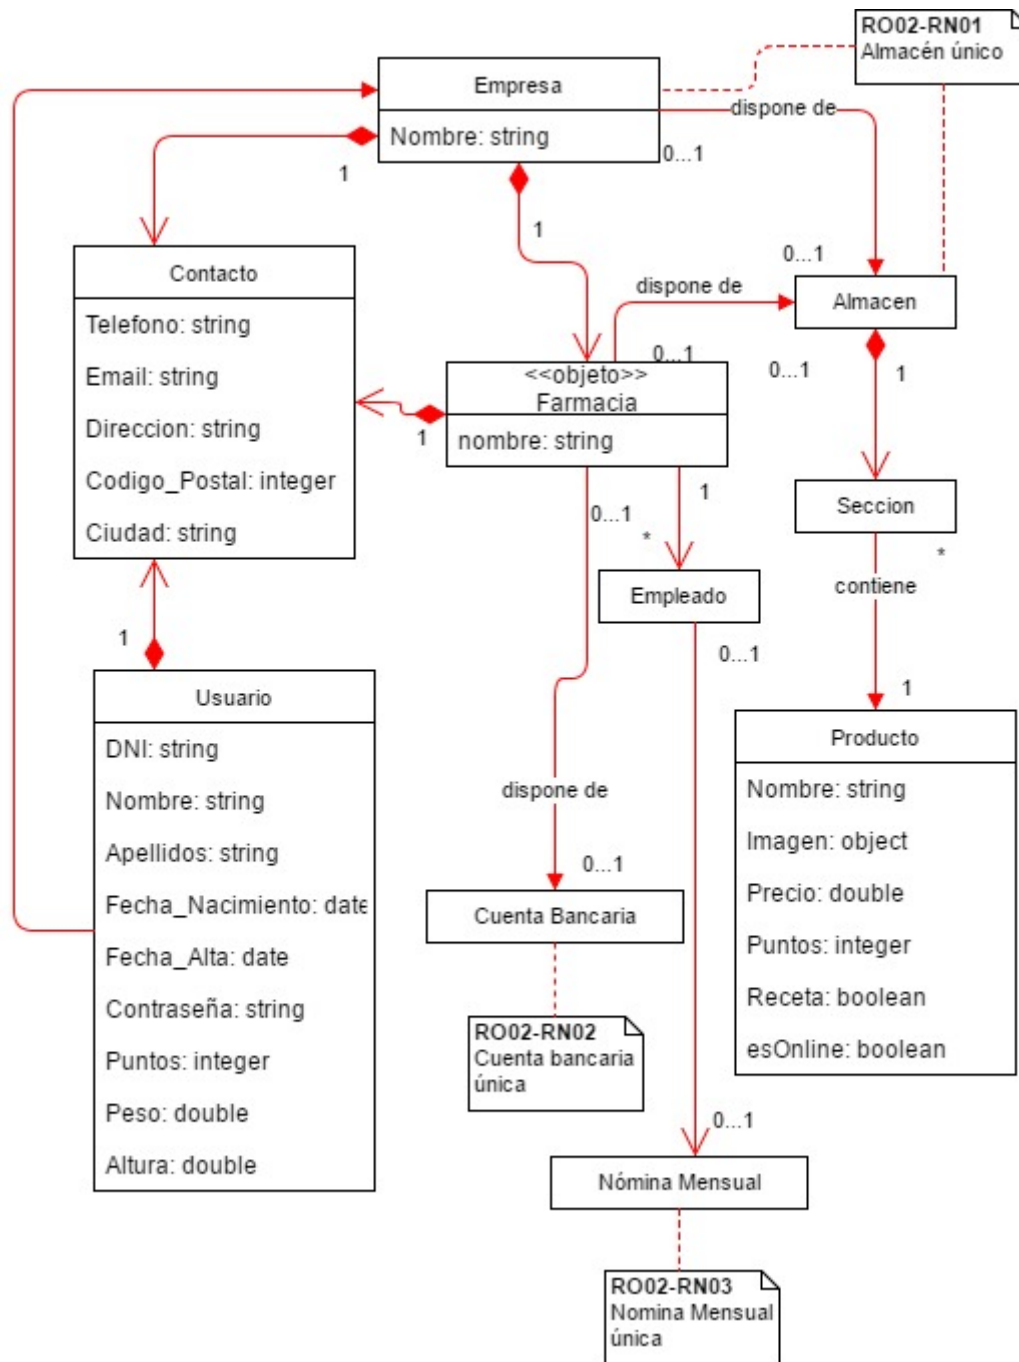 RO02-RN01
Almacén único
Empresa
dispone de
Nombre: string
0...1
1
1
0...1
Contacto
dispone de
Almacen
Telefono: string
0...1
0...1
1
Email: string
<<objeto>>
Farmacia
Direccion: string
1
nombre: string
Codigo_Postal: integer
1
Seccion
0...1
Ciudad: string
*
*
contiene
Empleado
1
0...1
Usuario
1
Producto
DNI: string
Nombre: string
Nombre: string
dispone de
Imagen: object
Apellidos: string
0...1
Precio: double
Fecha_Nacimiento: date
Cuenta Bancaria
Puntos: integer
Fecha_Alta: date
Receta: boolean
Contraseña: string
RO02-RN02
Cuenta bancaria
única
esOnline: boolean
Puntos: integer
Peso: double
0...1
Altura: double
Nómina Mensual
RO02-RN03
Nomina Mensual
única